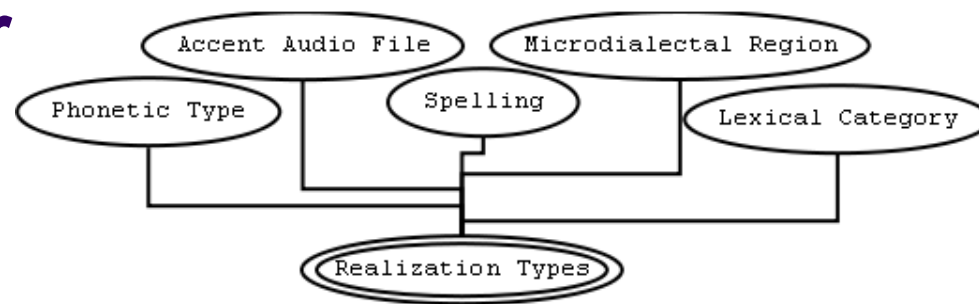 Accent Audio File
Microdialectal Region
Phonetic Type
Spelling
Lexical Category
Realization Types